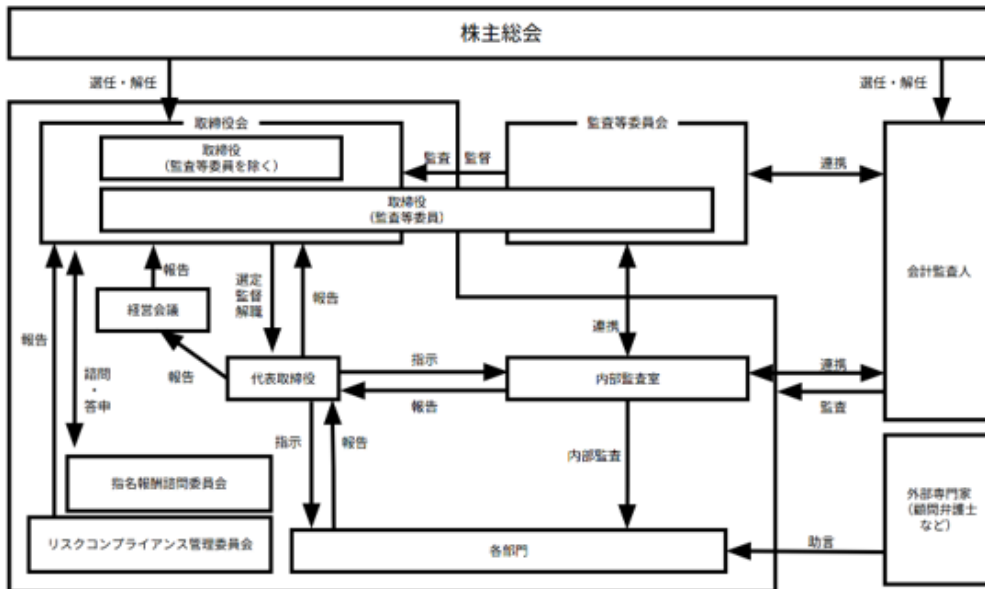 株主総会
選任・解任
選任・解任
取締役会
監査等委員会
取締役
（監査等委員を除く）
監査
監督
連携
取締役
（監査等委員）
会計監査人
報告
選定
監督
解職
報告
経営会議
連携
報告
諮問
・
答申
報告
代表取締役
指示
報告
内部監査室
連携
監査
指示
報告
内部監査
指名報酬諮問委員会
外部専門家
（顧問弁護士
など）
リスクコンプライアンス管理委員会
各部門
助言